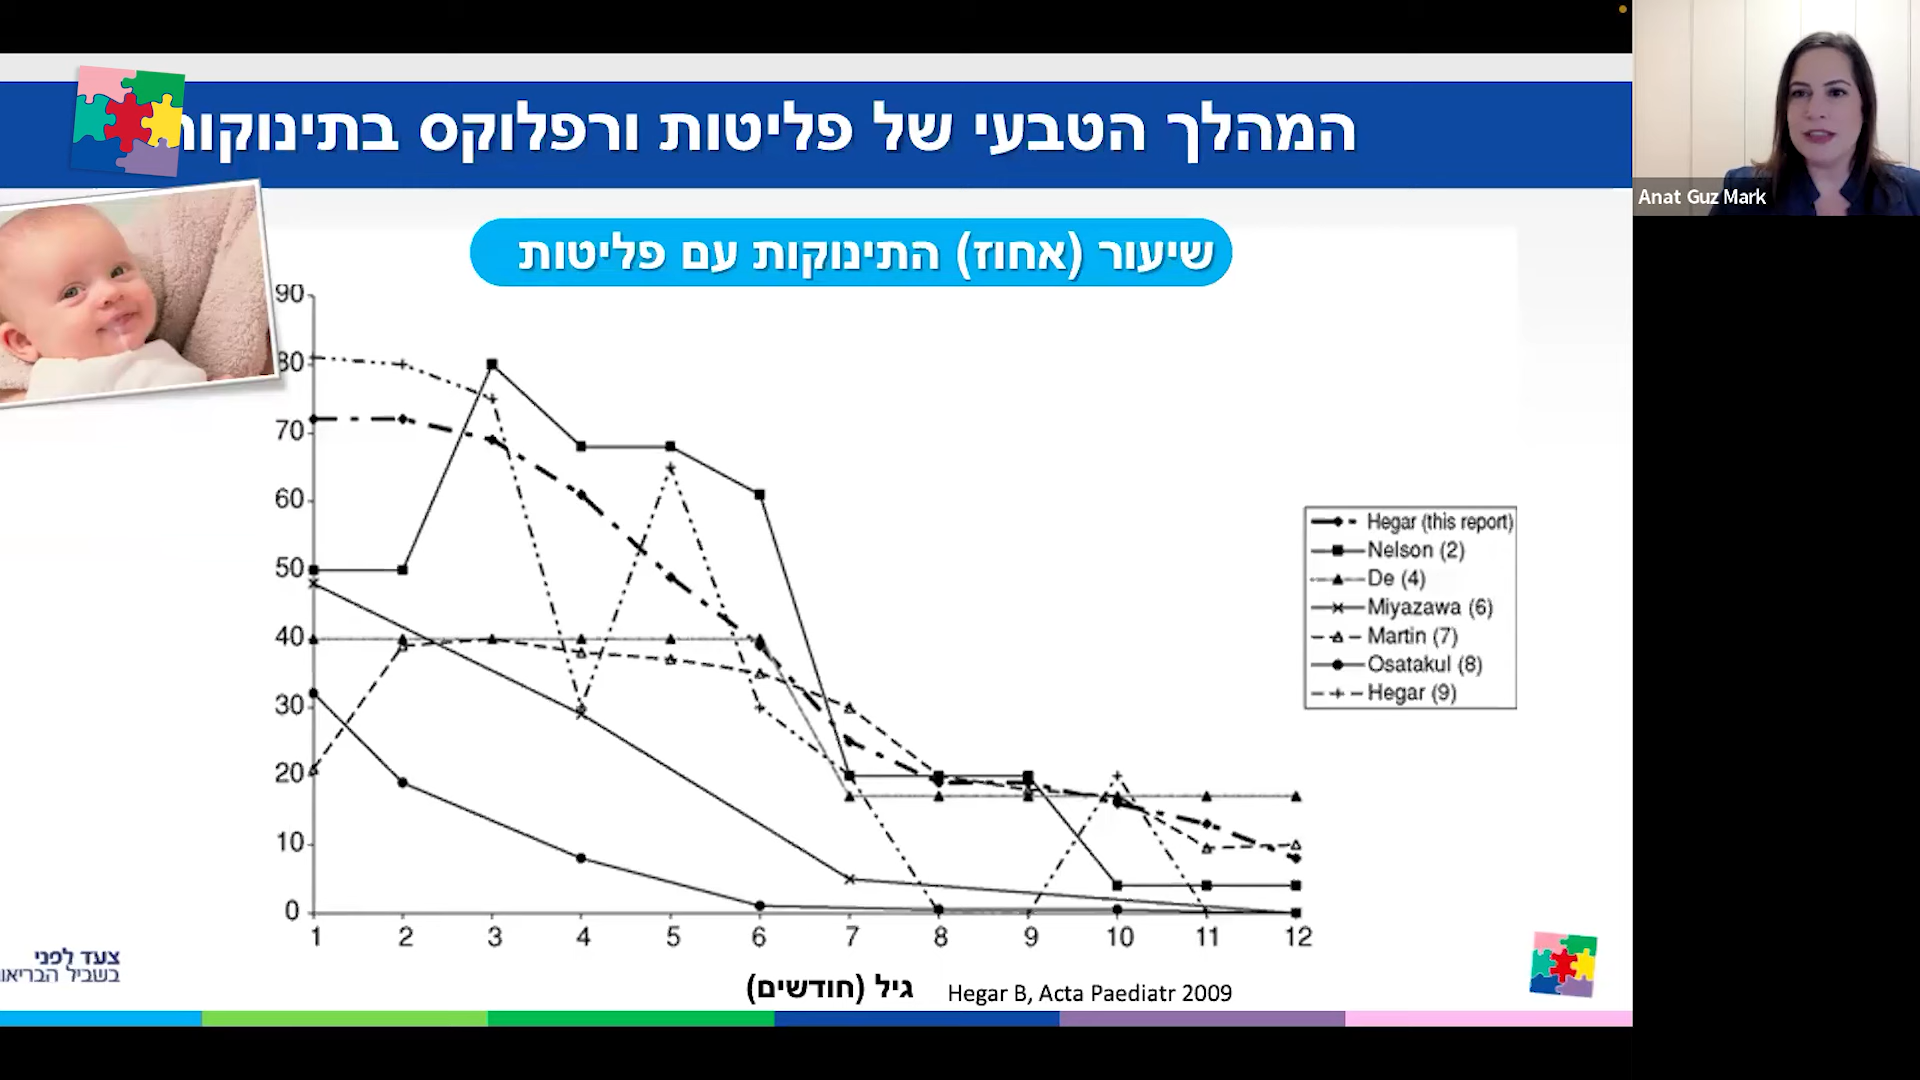 המהלך הטבעי של פליטות ורפלוקס בתינוקות
Anat Guz Mark
שיעור (אחוז) התינוקות עם פליטות
90
80
70
60
50
40
30
20
10
0
1 2 3 4 5 6 7 8 9 10 11 12
Hegar (this report)
Nelson (2)
De (4)
Miyazawa (6)
Martin (7)
Osatakul (8)
Hegar (9)
גיל (חודשים)
Hegar B, Acta Paediatr 2009
צעד לפני
בשביל הבריאו